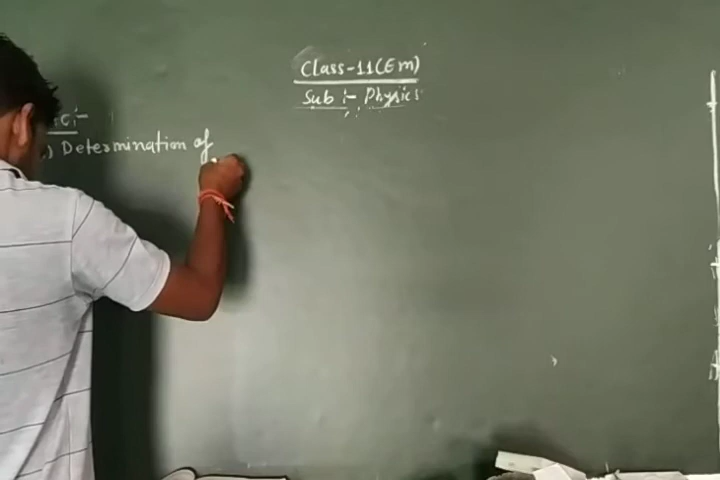 Class-11(Em)
Sub :- Physics
Determination of